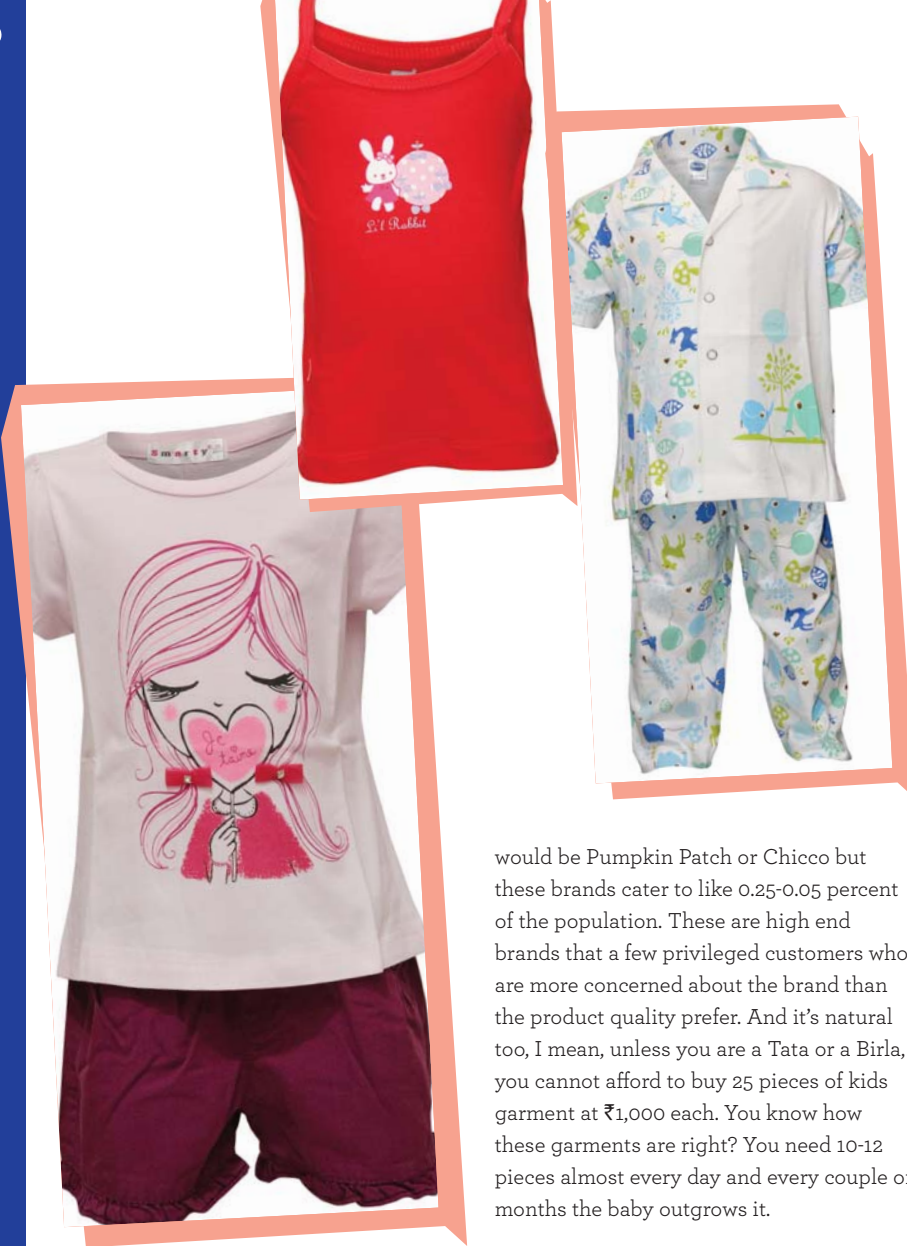 Li'l Rabbit
Smarty
Je
t'aime
would be Pumpkin Patch or Chicco but
these brands cater to like 0.25-0.05 percent
of the population. These are high end
brands that a few privileged customers who
are more concerned about the brand than
the product quality prefer. And it's natural
too, I mean, unless you are a Tata or a Birla,
you cannot afford to buy 25 pieces of kids
garment at ₹1,000 each. You know how
these garments are right? You need 10-12
pieces almost every day and every couple
months the baby outgrows it.